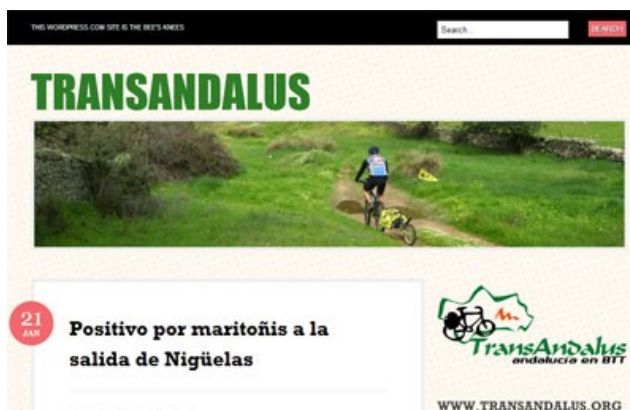 THIS WORDPRESS.COM SITE IS THE BEE'S KNEES
Search...
SEARCH
TRANSANDALUS
21
JAN
Positivo por maritoñis a la
salida de Nigüelas
TransAndalus
andalucía en BTT
WWW.TRANSANDALUS.ORG